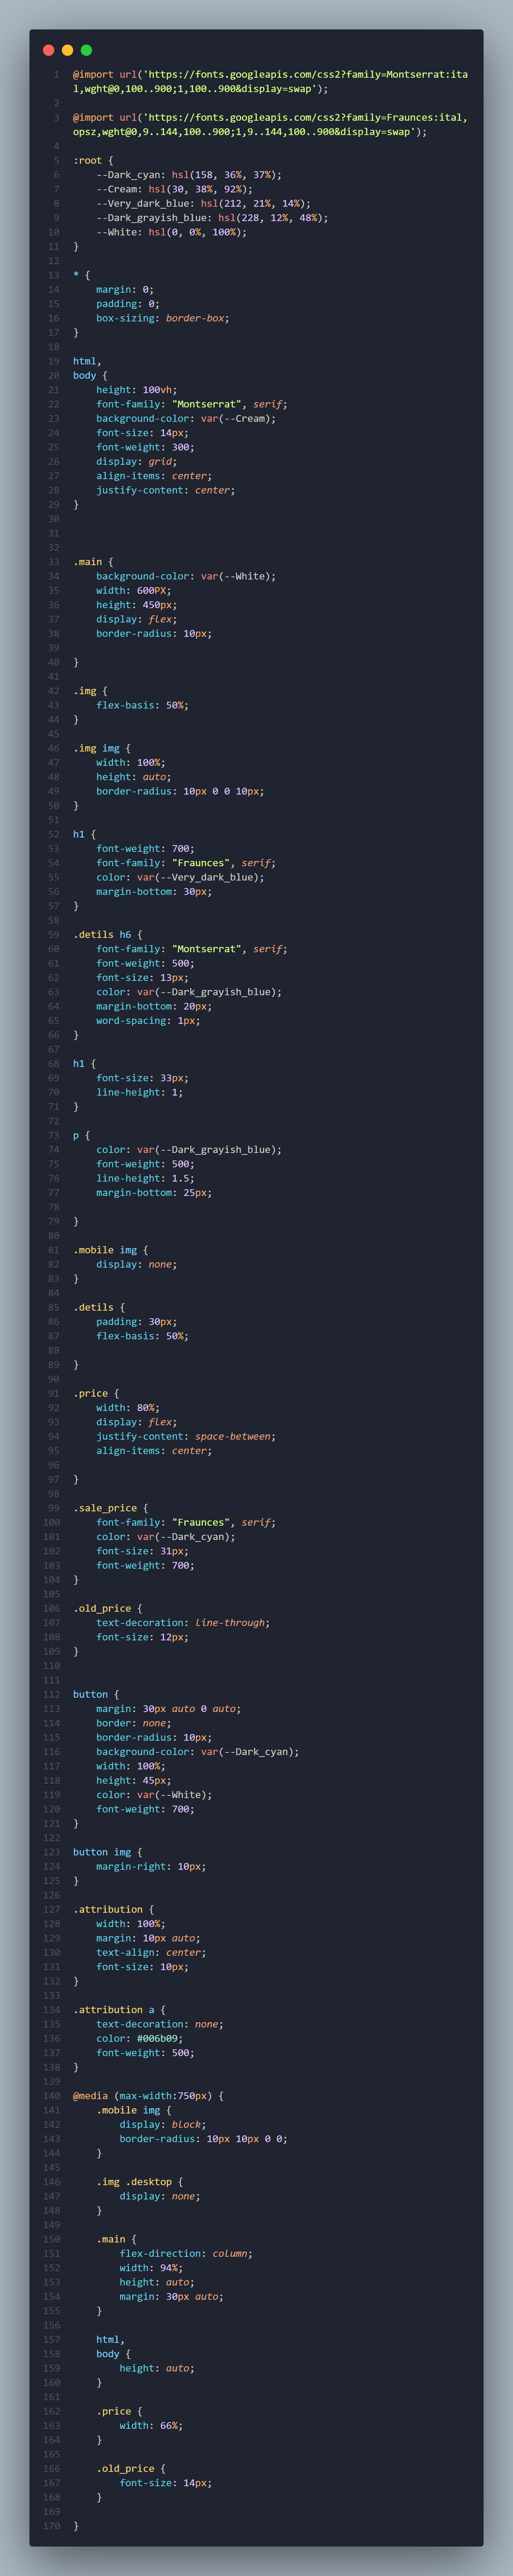 1 @import url('https://fonts.googleapis.com/css2?family=Montserrat:ita
l,wght@0,100..900;1,100..900&display=swap');
2
3 @import url('https://fonts.googleapis.com/css2?family=Fraunces:ital,
opsz,wght@0,9..144,100..900;1,9..144,100..900&display=swap');
4
5 :root {
6     --Dark_cyan: hsl(158, 36%, 37%);
7     --Cream: hsl(30, 38%, 92%);
8     --Very_dark_blue: hsl(212, 21%, 14%);
9     --Dark_grayish_blue: hsl(228, 12%, 48%);
10     --White: hsl(0, 0%, 100%);
11 }
12
13 * {
14     margin: 0;
15     padding: 0;
16     box-sizing: border-box;
17 }
18
19 html,
20 body {
21     height: 100vh;
22     font-family: "Montserrat", serif;
23     background-color: var(--Cream);
24     font-size: 14px;
25     font-weight: 300;
26     display: grid;
27     align-items: center;
28     justify-content: center;
29 }
30
31
32
33 .main {
34     background-color: var(--White);
35     width: 600PX;
36     height: 450px;
37     display: flex;
38     border-radius: 10px;
39
40 }
41
42 .img {
43     flex-basis: 50%;
44 }
45
46 .img img {
47     width: 100%;
48     height: auto;
49     border-radius: 10px 0 0 10px;
50 }
51
52 h1 {
53     font-weight: 700;
54     font-family: "Fraunces", serif;
55     color: var(--Very_dark_blue);
56     margin-bottom: 30px;
57 }
58
59 .detils h6 {
60     font-family: "Montserrat", serif;
61     font-weight: 500;
62     font-size: 13px;
63     color: var(--Dark_grayish_blue);
64     margin-bottom: 20px;
65     word-spacing: 1px;
66 }
67
68 h1 {
69     font-size: 33px;
70     line-height: 1;
71 }
72
73 p {
74     color: var(--Dark_grayish_blue);
75     font-weight: 500;
76     line-height: 1.5;
77     margin-bottom: 25px;
78
79 }
80
81 .mobile img {
82     display: none;
83 }
84
85 .detils {
86     padding: 30px;
87     flex-basis: 50%;
88
89 }
90
91 .price {
92     width: 80%;
93     display: flex;
94     justify-content: space-between;
95     align-items: center;
96
97 }
98
99 .sale_price {
100     font-family: "Fraunces", serif;
101     color: var(--Dark_cyan);
102     font-size: 31px;
103     font-weight: 700;
104 }
105
106 .old_price {
107     text-decoration: line-through;
108     font-size: 12px;
109 }
110
111
112 button {
113     margin: 30px auto 0 auto;
114     border: none;
115     border-radius: 10px;
116     background-color: var(--Dark_cyan);
117     width: 100%;
118     height: 45px;
119     color: var(--White);
120     font-weight: 700;
121 }
122
123 button img {
124     margin-right: 10px;
125 }
126
127 .attribution {
128     width: 100%;
129     margin: 10px auto;
130     text-align: center;
131     font-size: 10px;
132 }
133
134 .attribution a {
135     text-decoration: none;
136     color: #006b09;
137     font-weight: 500;
138 }
139
140 @media (max-width:750px) {
141     .mobile img {
142         display: block;
143         border-radius: 10px 10px 0 0;
144     }
145
146     .img .desktop {
147         display: none;
148     }
149
150     .main {
151         flex-direction: column;
152         width: 94%;
153         height: auto;
154         margin: 30px auto;
155     }
156
157     html,
158     body {
159         height: auto;
160     }
161
162     .price {
163         width: 66%;
164     }
165
166     .old_price {
167         font-size: 14px;
168     }
169
170 }